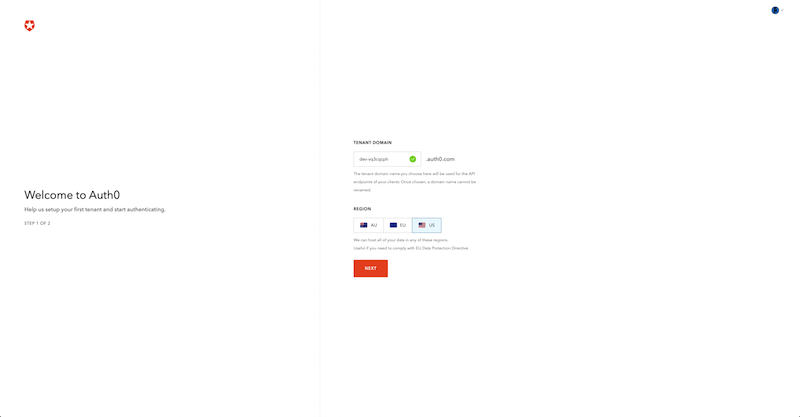 Welcome to Auth0
Help us setup your first tenant and start authenticating.
STEP 1 OF 2
TENANT DOMAIN
.auth0.com
The tenant domain name you choose here will be used for the API
endpoints of your clients. Once chosen, a domain name cannot be
renamed.
REGION
AU
EU
US
We can host all of your data in any of these regions.
Useful if you need to comply with EU Data Protection Directive
NEXT